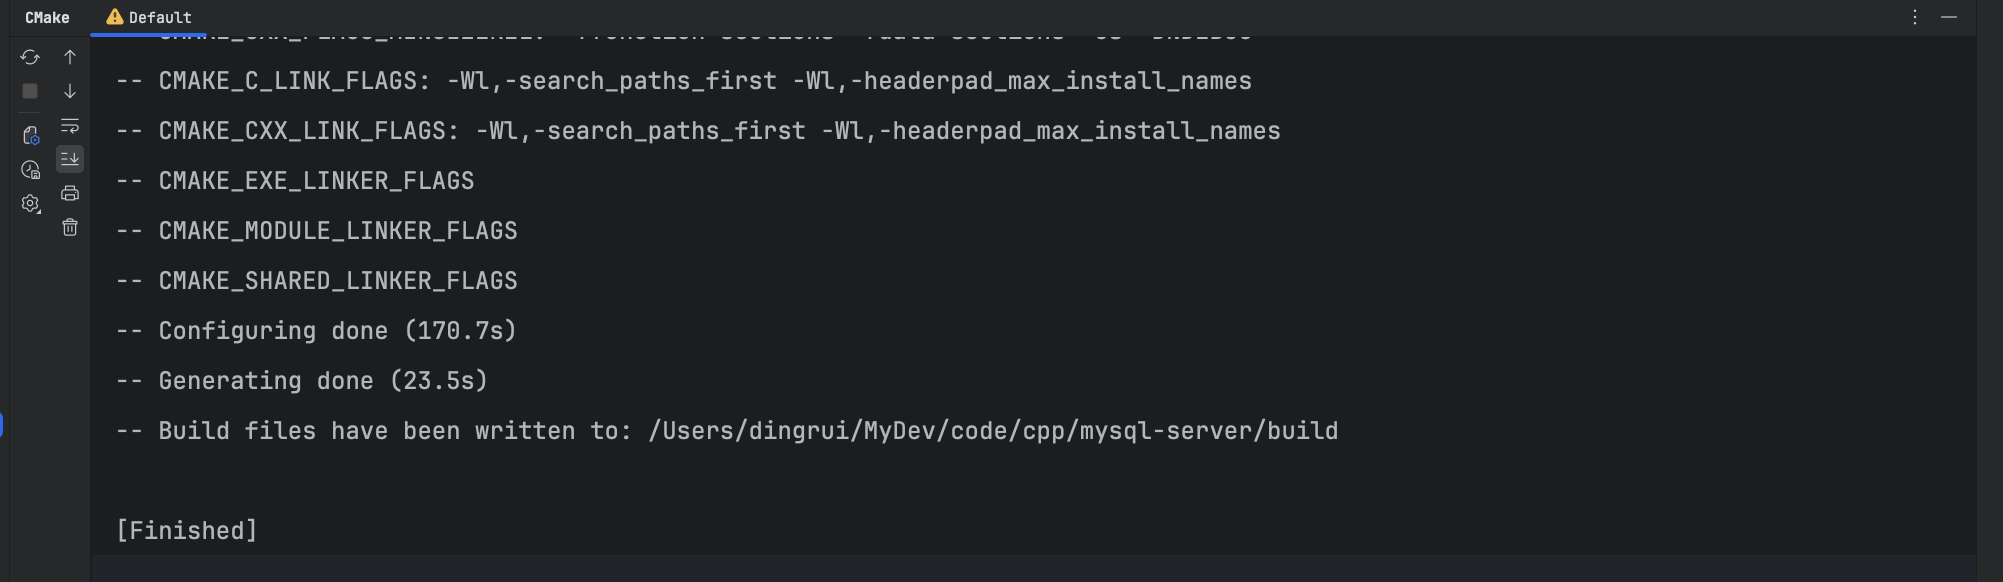 CMake
Default
-- CMAKE_C_LINK_FLAGS: -Wl,-search_paths_first -Wl,-headerpad_max_install_names
-- CMAKE_CXX_LINK_FLAGS: -Wl,-search_paths_first -Wl,-headerpad_max_install_names
-- CMAKE_EXE_LINKER_FLAGS
-- CMAKE_MODULE_LINKER_FLAGS
-- CMAKE_SHARED_LINKER_FLAGS
-- Configuring done (170.7s)
-- Generating done (23.5s)
-- Build files have been written to: /Users/dingrui/MyDev/code/cpp/mysql-server/build
[Finished]